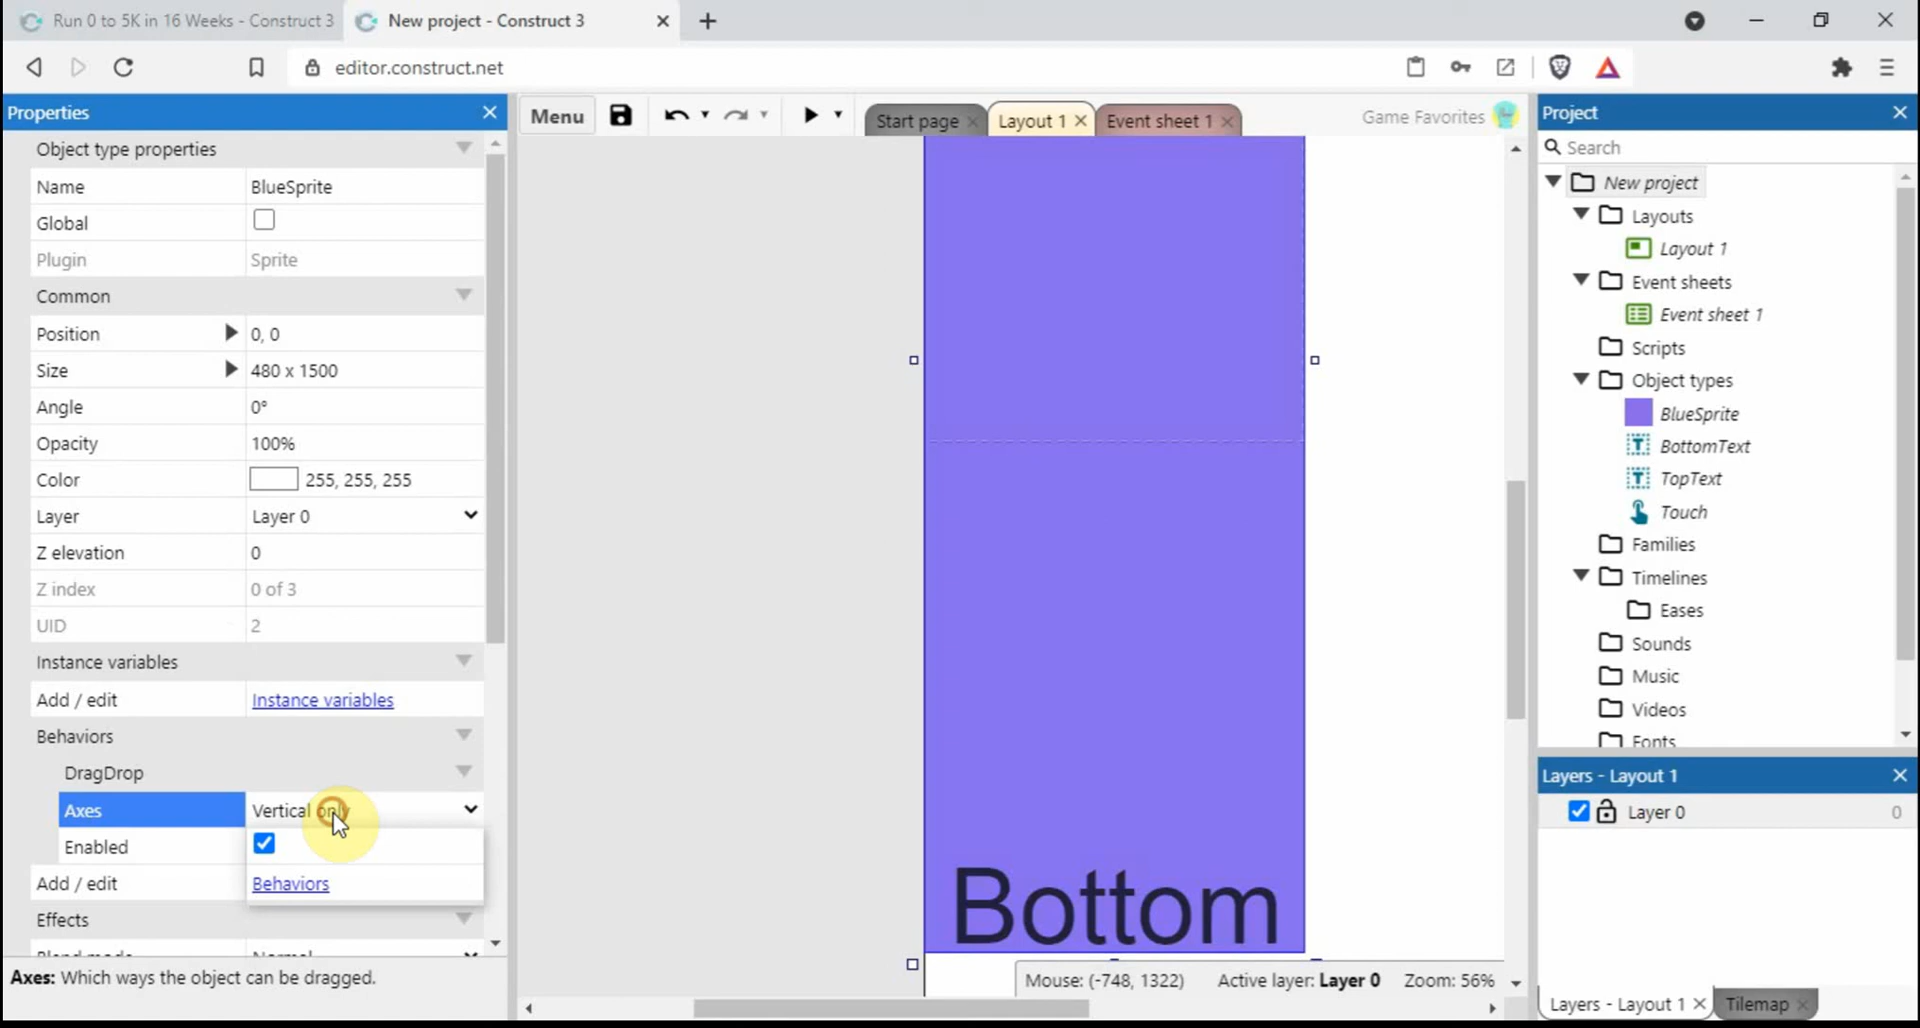 Run 0 to 5K in 16 Weeks - Construct 3
New project - Construct 3
editor.construct.net
Properties
Object type properties
Name BlueSprite
Global
Plugin Sprite
Common
Position 0, 0
Size 480 x 1500
Angle 0°
Opacity 100%
Color 255, 255, 255
Layer Layer 0
Z elevation 0
Z index 0 of 3
UID 2
Instance variables
Add / edit Instance variables
Behaviors
DragDrop
Axes Vertical only
Enabled
Add / edit Behaviors
Effects
Blend mode Normal
Axes: Which ways the object can be dragged.
Menu
Start page
Layout 1
Event sheet 1
Game Favorites
Bottom
Mouse: (-748, 1322) Active layer: Layer 0 Zoom: 56%
Project
Search
New project
Layouts
Layout 1
Event sheets
Event sheet 1
Scripts
Object types
BlueSprite
BottomText
TopText
Touch
Families
Timelines
Eases
Sounds
Music
Videos
Fonts
Layers - Layout 1
Layer 0 0
Layers - Layout 1
Tilemap